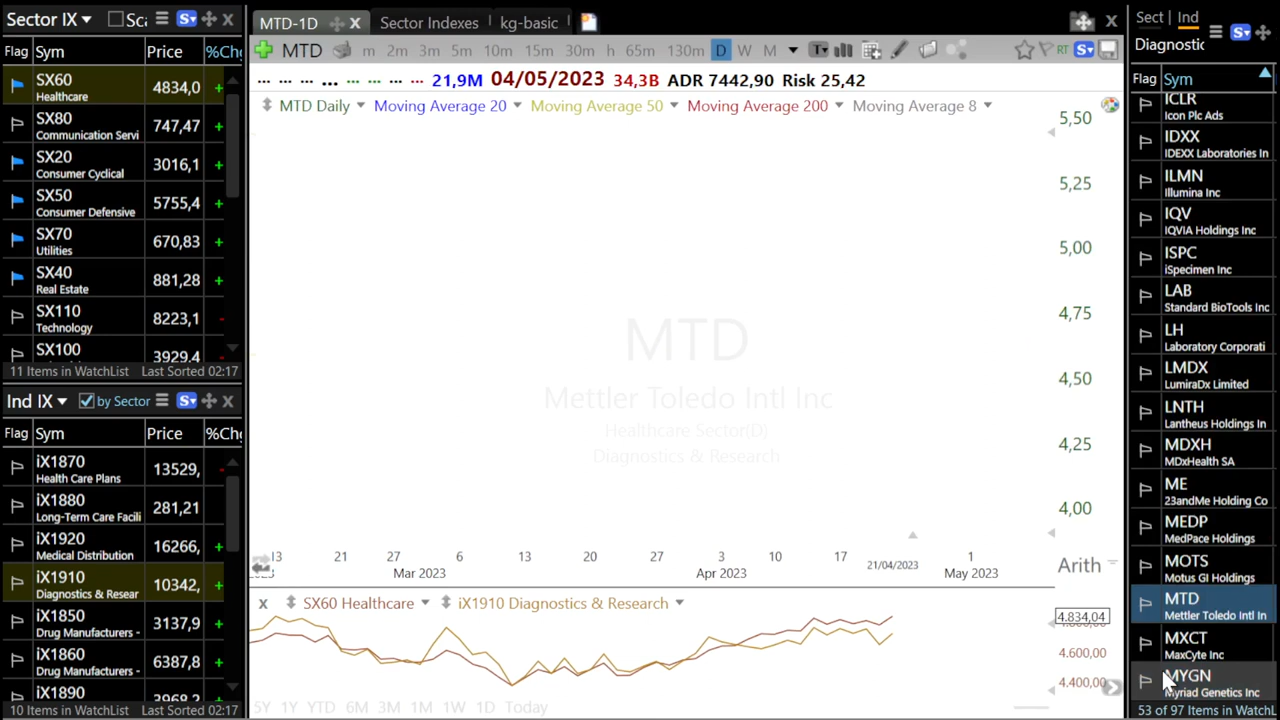 Sector IX
Sca
Flag Sym Price %Chg
SX60 4834,0 +
Healthcare
SX80 747,47 +
Communication Servi
SX20 3016,1 +
Consumer Cyclical
SX50 5755,4 +
Consumer Defensive
SX70 670,83 +
Utilities
SX40 881,28 +
Real Estate
SX110 8223,1 -
Technology
SX100 3929,4 -
11 Items in WatchList Last Sorted 02:17
Ind IX by Sector
Flag Sym Price %Chg
iX1870 13529, -
Health Care Plans
iX1880 281,21
Long-Term Care Facili
iX1920 16266, +
Medical Distribution
iX1910 10342, +
Diagnostics & Resear
iX1850 3137,9 +
Drug Manufacturers -
iX1860 6387,8 +
Drug Manufacturers -
iX1890 3968,2 +
10 Items in WatchList Last Sorted 02:17
MTD-1D Sector Indexes kg-basic
MTD m 2m 3m 5m 10m 15m 30m h 65m 130m D W M T RT S
--- --- --- --- --- --- --- --- 21,9M 04/05/2023 34,3B ADR 7442,90 Risk 25,42
MTD Daily Moving Average 20 Moving Average 50 Moving Average 200 Moving Average 8
5,50
5,25
5,00
4,75
4,50
4,25
4,00
MTD
Mettler Toledo Intl Inc
Healthcare Sector(D)
Diagnostics & Research
13 21 27 6 13 20 27 3 10 17 1
2023 Mar 2023 Apr 2023 21/04/2023 May 2023
Arith
x SX60 Healthcare iX1910 Diagnostics & Research
4.834,04
4.600,00
4.400,00
5Y 1Y YTD 6M 3M 1M 1W 1D Today
Sect Ind
Diagnostic
Flag Sym
ICLR
Icon Plc Ads
IDXX
IDEXX Laboratories In
ILMN
Illumina Inc
IQV
IQVIA Holdings Inc
ISPC
iSpecimen Inc
LAB
Standard BioTools Inc
LH
Laboratory Corporati
LMDX
LumiraDx Limited
LNTH
Lantheus Holdings In
MDXH
MDxHealth SA
ME
23andMe Holding Co
MEDP
MedPace Holdings
MOTS
Motus GI Holdings
MTD
Mettler Toledo Intl In
MXCT
MaxCyte Inc
MYGN
Myriad Genetics Inc
53 of 97 Items in WatchL